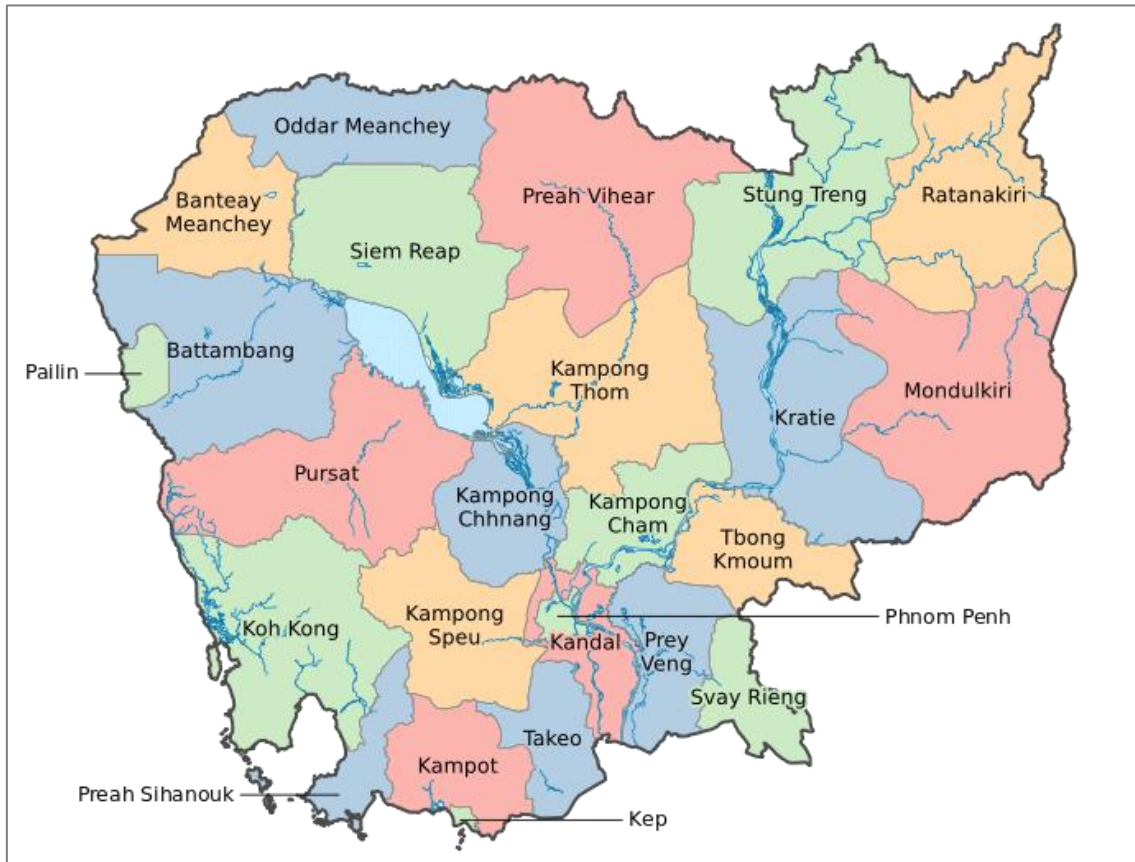 Oddar Meanchey
Banteay
Meanchey
Preah Vihear
Stung Treng
Ratanakiri
Siem Reap
Battambang
Pailin
Kampong
Thom
Kratie
Mondulkiri
Pursat
Kampong
Chhnang
Kampong
Cham
Tbong
Kmoum
Koh Kong
Kampong
Speu
Kandal
Prey
Veng
Phnom Penh
Svay Rieng
Takeo
Kampot
Preah Sihanouk
Kep